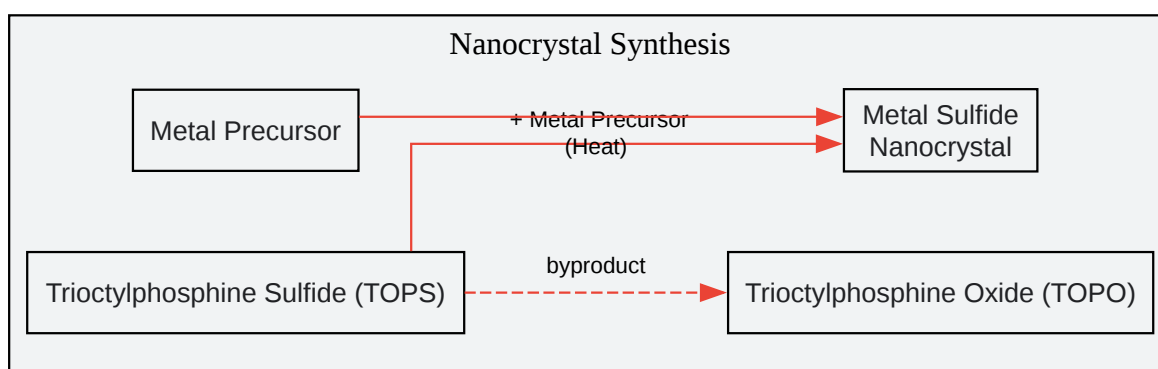 Nanocrystal Synthesis
Metal Precursor
+ Metal Precursor
(Heat)
Metal Sulfide
Nanocrystal
Trioctylphosphine Sulfide (TOPS)
byproduct
Trioctylphosphine Oxide (TOPO)